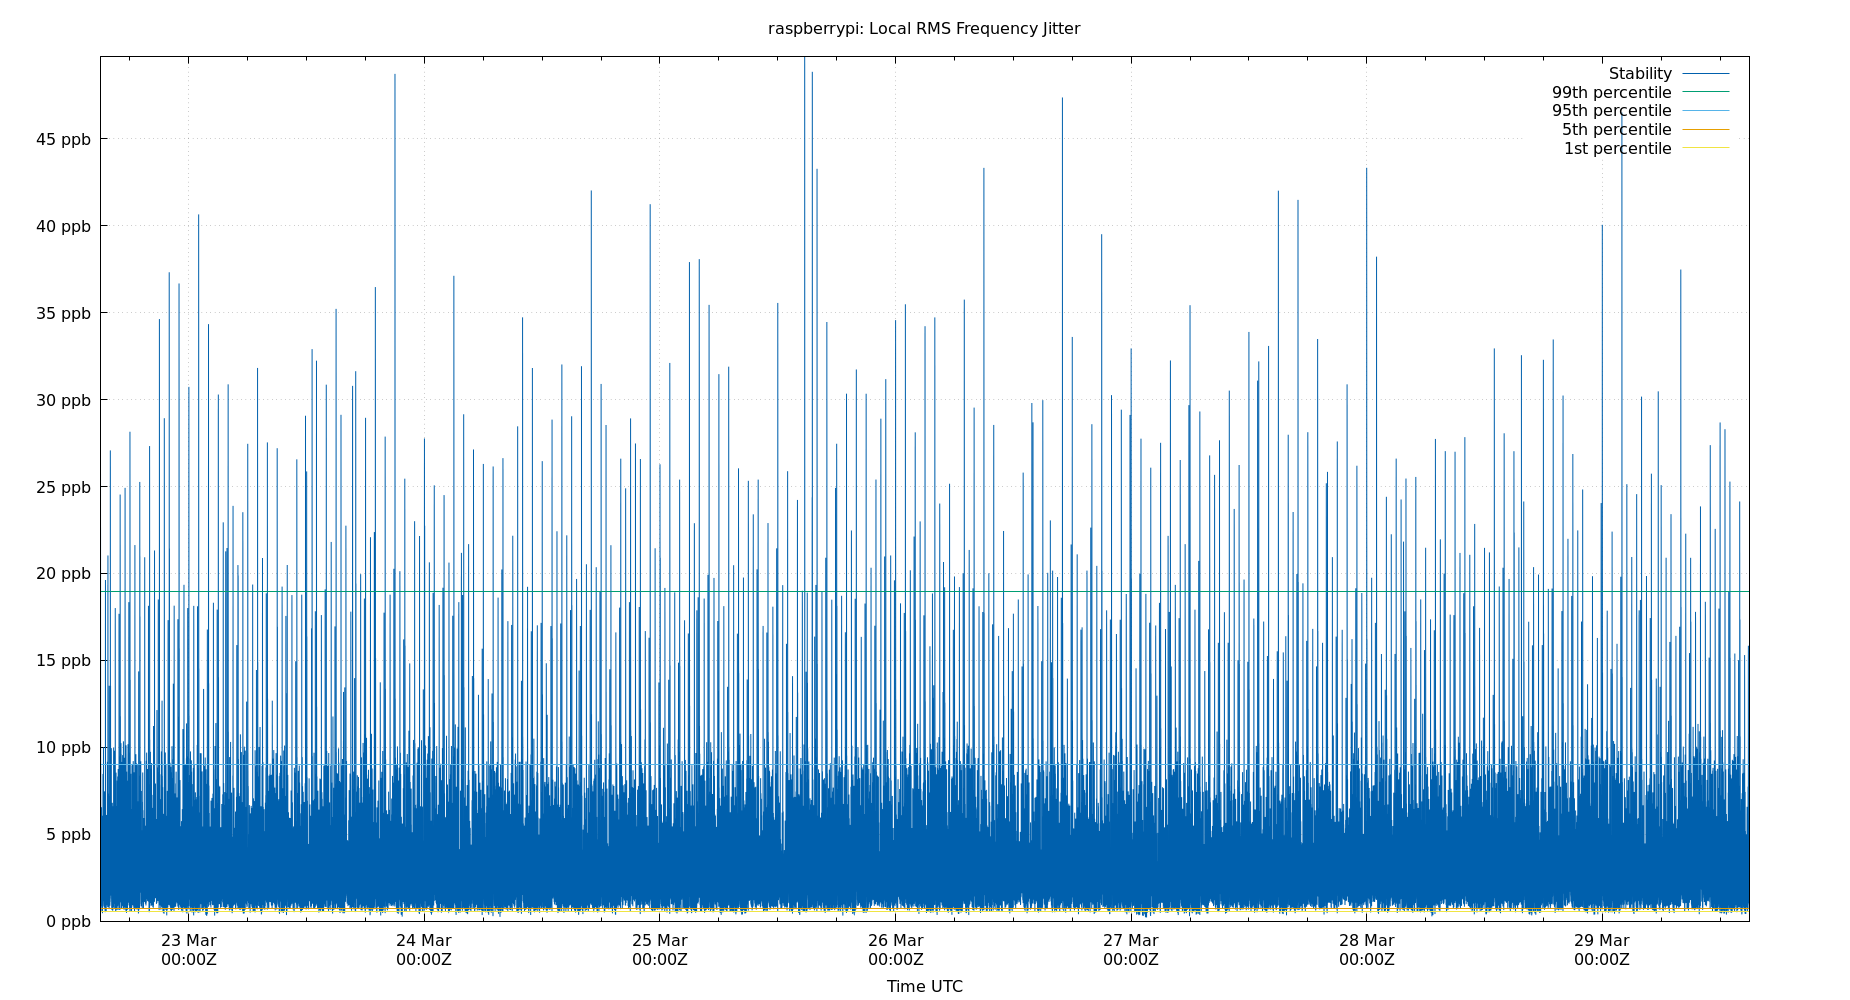 raspberrypi: Local RMS Frequency Jitter
Stability
99th percentile
95th percentile
5th percentile
1st percentile
45 ppb
40 ppb
35 ppb
30 ppb
25 ppb
20 ppb
15 ppb
10 ppb
5 ppb
0 ppb
23 Mar 24 Mar 25 Mar 26 Mar 27 Mar 28 Mar 29 Mar
00:00Z 00:00Z 00:00Z 00:00Z 00:00Z 00:00Z 00:00Z
Time UTC